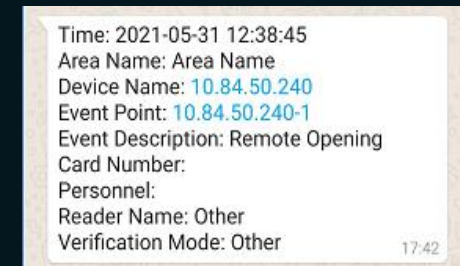 Time: 2021-05-31 12:38:45
Area Name: Area Name
Device Name: 10.84.50.240
Event Point: 10.84.50.240-1
Event Description: Remote Opening
Card Number:
Personnel:
Reader Name: Other
Verification Mode: Other
17:42